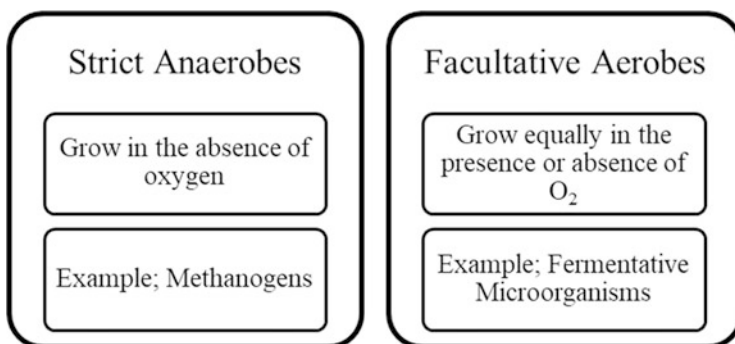 Strict Anaerobes
Grow in the absence of
oxygen
Example; Methanogens
Facultative Aerobes
Grow equally in the
presence or absence of
O₂
Example; Fermentative
Microorganisms